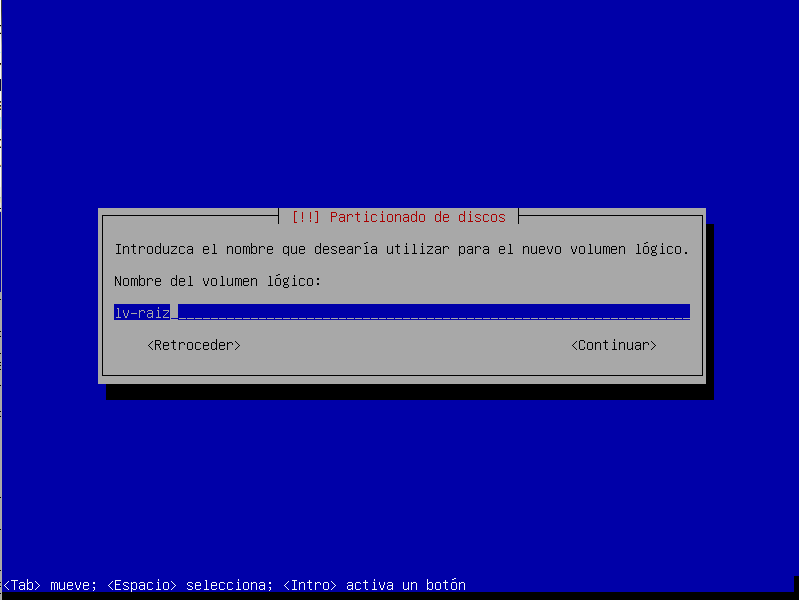 [!!] Particionado de discos
Introduzca el nombre que desearía utilizar para el nuevo volumen lógico.
Nombre del volumen lógico:
lv-raiz
<Retroceder> <Continuar>
<Tab> mueve; <Espacio> selecciona; <Intro> activa un botón